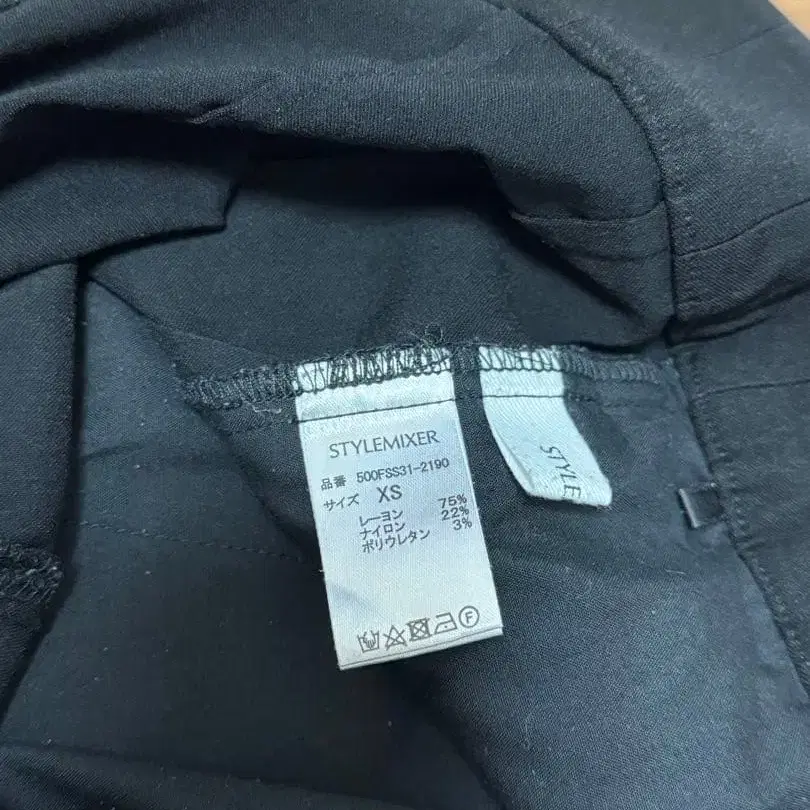 STYLEMIXER
品番 500FSS31-2190
サイズ XS
レーヨン 75%
ナイロン 22%
ポリウレタン 3%
F
STYLE